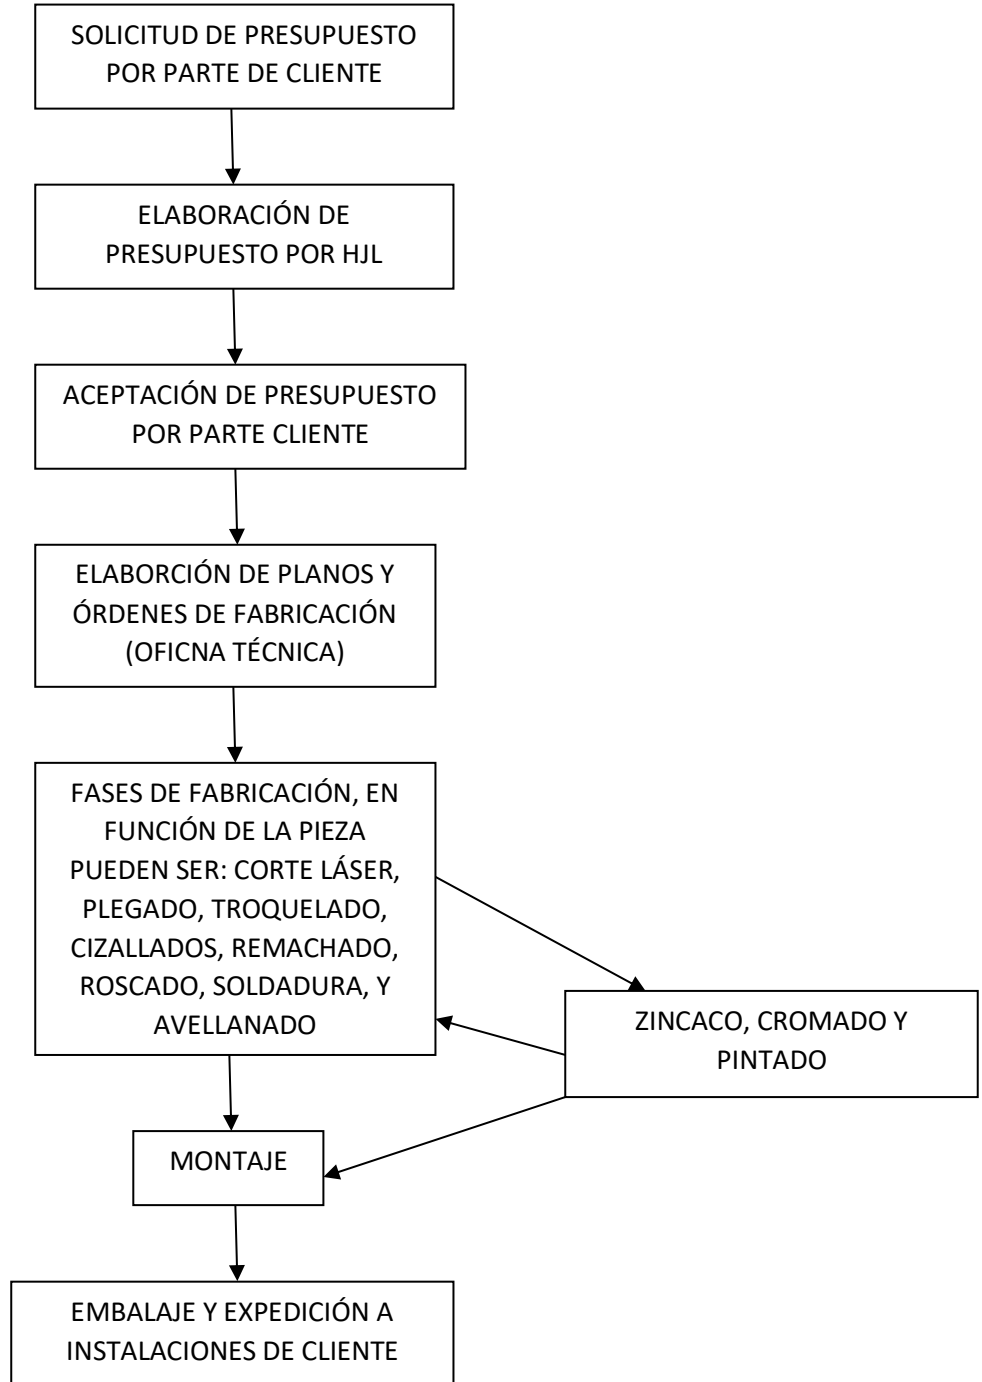 SOLICITUD DE PRESUPUESTO
POR PARTE DE CLIENTE
ELABORACIÓN DE
PRESUPUESTO POR HJL
ACEPTACIÓN DE PRESUPUESTO
POR PARTE CLIENTE
ELABORCIÓN DE PLANOS Y
ÓRDENES DE FABRICACIÓN
(OFICNA TÉCNICA)
FASES DE FABRICACIÓN, EN
FUNCIÓN DE LA PIEZA
PUEDEN SER: CORTE LÁSER,
PLEGADO, TROQUELADO,
CIZALLADOS, REMACHADO,
ROSCADO, SOLDADURA, Y
AVELLANADO
ZINCACO, CROMADO Y
PINTADO
MONTAJE
EMBALAJE Y EXPEDICIÓN A
INSTALACIONES DE CLIENTE